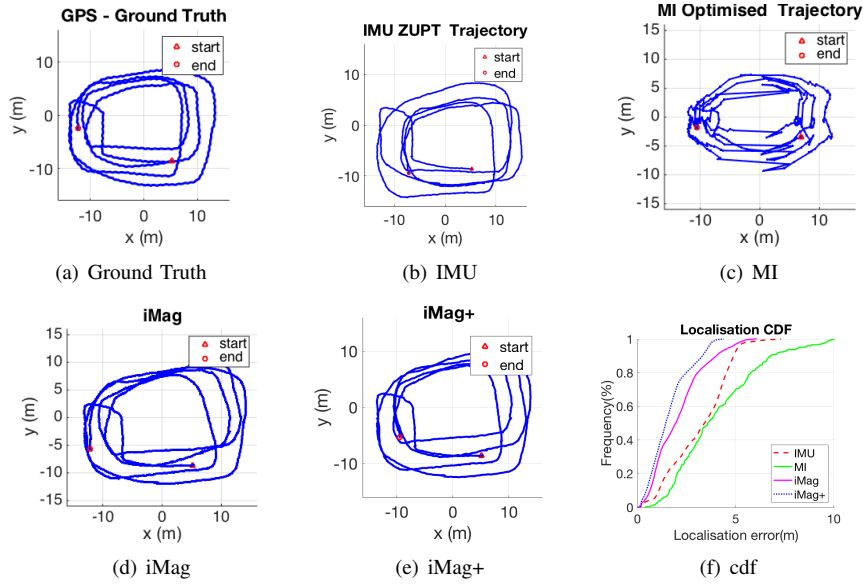 GPS - Ground Truth
start
end
10
0
-10
y (m)
-10 0 10
x (m)
(a) Ground Truth
IMU ZUPT Trajectory
start
end
10
0
-10
y (m)
-10 0 10
x (m)
(b) IMU
MI Optimised Trajectory
start
end
15
10
5
0
-5
-10
-15
y (m)
-10 0 10
x (m)
(c) MI
iMag
start
end
15
10
5
0
-5
-10
-15
y (m)
-10 0 10
x (m)
(d) iMag
iMag+
start
end
10
0
-10
y (m)
-10 0 10
x (m)
(e) iMag+
Localisation CDF
1
0.8
0.6
0.4
0.2
0
Frequency(%)
IMU
MI
iMag
iMag+
0 5 10
Localisation error(m)
(f) cdf